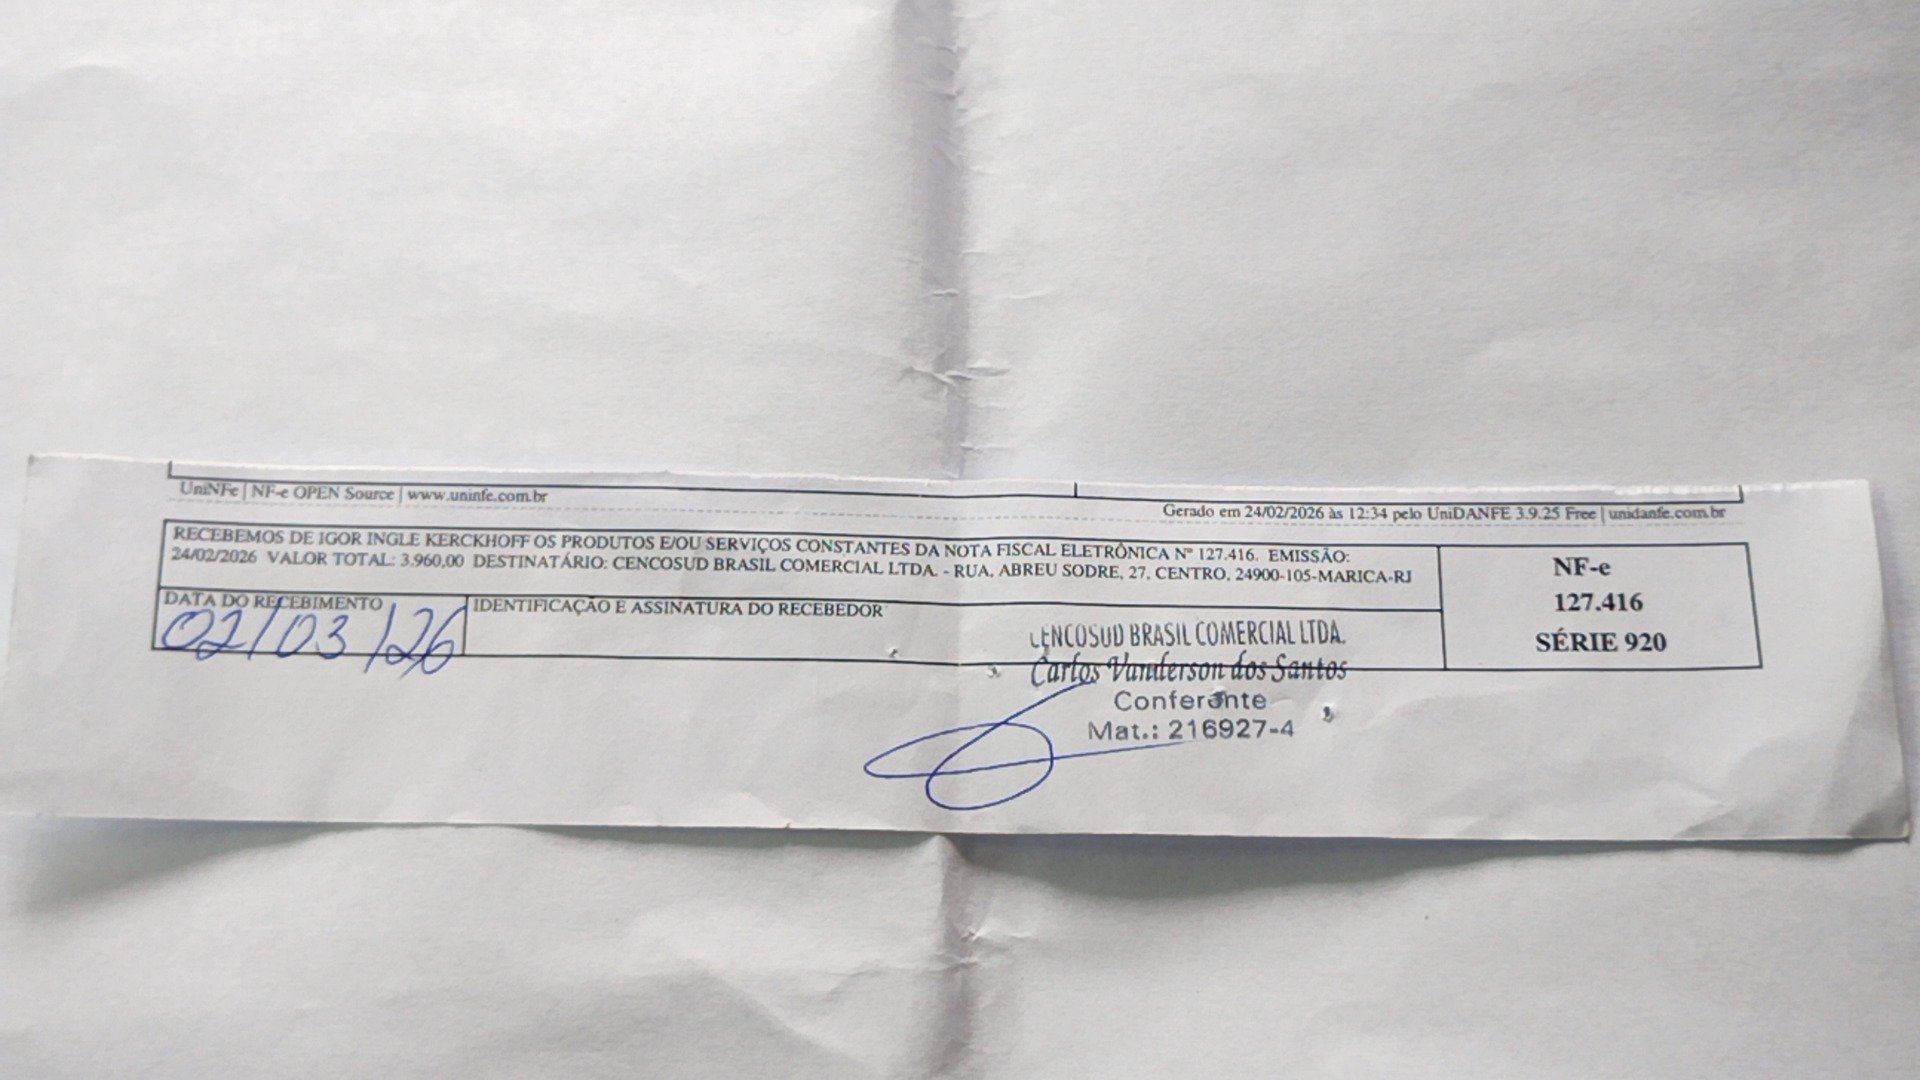 UniNFe | NF-e OPEN Source | www.uninfe.com.br
Gerado em 24/02/2026 às 12:34 pelo UniDANFE 3.9.25 Free | unidanfe.com.br
RECEBEMOS DE IGOR INGLE KERCKHOFF OS PRODUTOS E/OU SERVIÇOS CONSTANTES DA NOTA FISCAL ELETRÔNICA Nº 127.416. EMISSÃO:
24/02/2026 VALOR TOTAL: 3.960,00 DESTINATÁRIO: CENCOSUD BRASIL COMERCIAL LTDA. - RUA, ABREU SODRE, 27, CENTRO, 24900-105-MARICA-RJ
DATA DO RECEBIMENTO
02/03/26
IDENTIFICAÇÃO E ASSINATURA DO RECEBEDOR
CENCOSUD BRASIL COMERCIAL LTDA.
Carlos Vanderson dos Santos
Conferente
Mat.: 216927-4
NF-e
127.416
SÉRIE 920